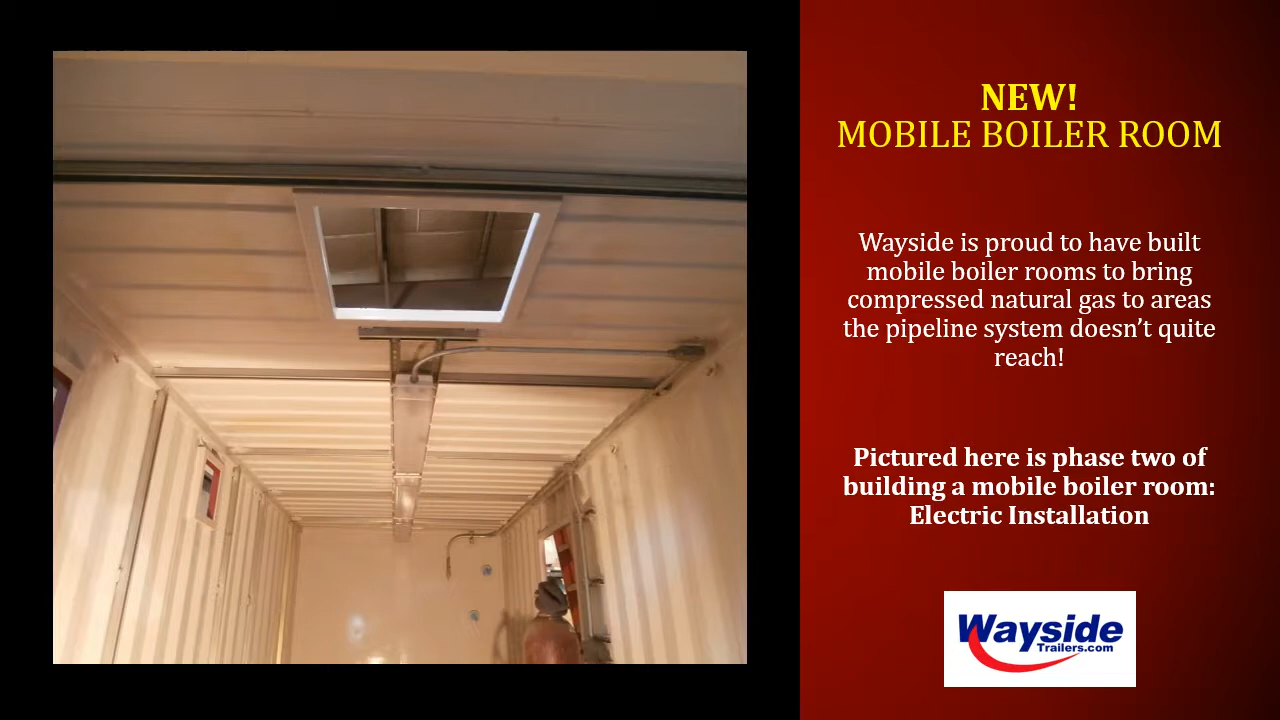 NEW!
MOBILE BOILER ROOM
Wayside is proud to have built
mobile boiler rooms to bring
compressed natural gas to areas
the pipeline system doesn’t quite
reach!
Pictured here is phase two of
building a mobile boiler room:
Electric Installation
Wayside
Trailers.com